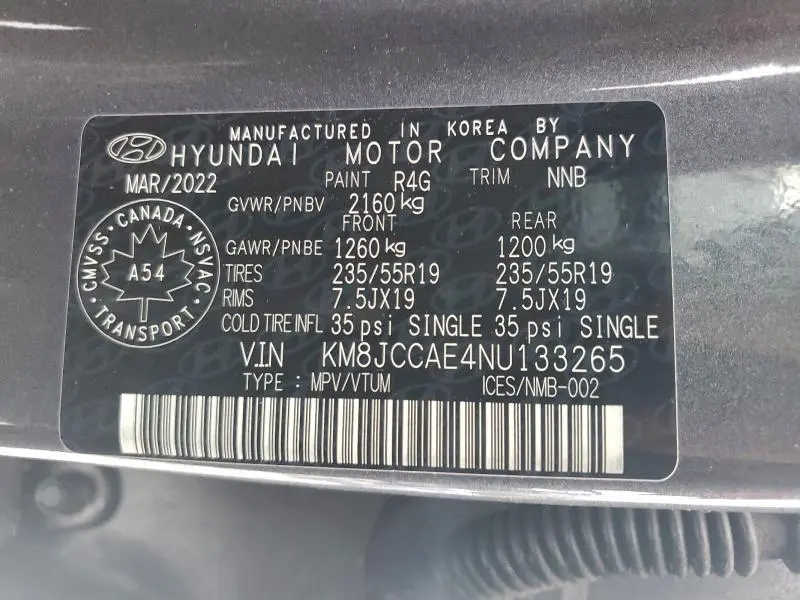 MANUFACTURED IN KOREA BY
HYUNDAI MOTOR COMPANY
MAR/2022 PAINT R4G TRIM NNB
GVWR/PNBV 2160 kg
FRONT REAR
GAWR/PNBE 1260 kg 1200 kg
TIRES 235/55R19 235/55R19
RIMS 7.5JX19 7.5JX19
COLD TIRE INFL 35 psi SINGLE 35 psi SINGLE
V.I.N KM8JCCAE4NU133265
TYPE : MPV/VTUM ICES/NMB-002
CMVSS · CANADA · NSVAC
A54
TRANSPORT